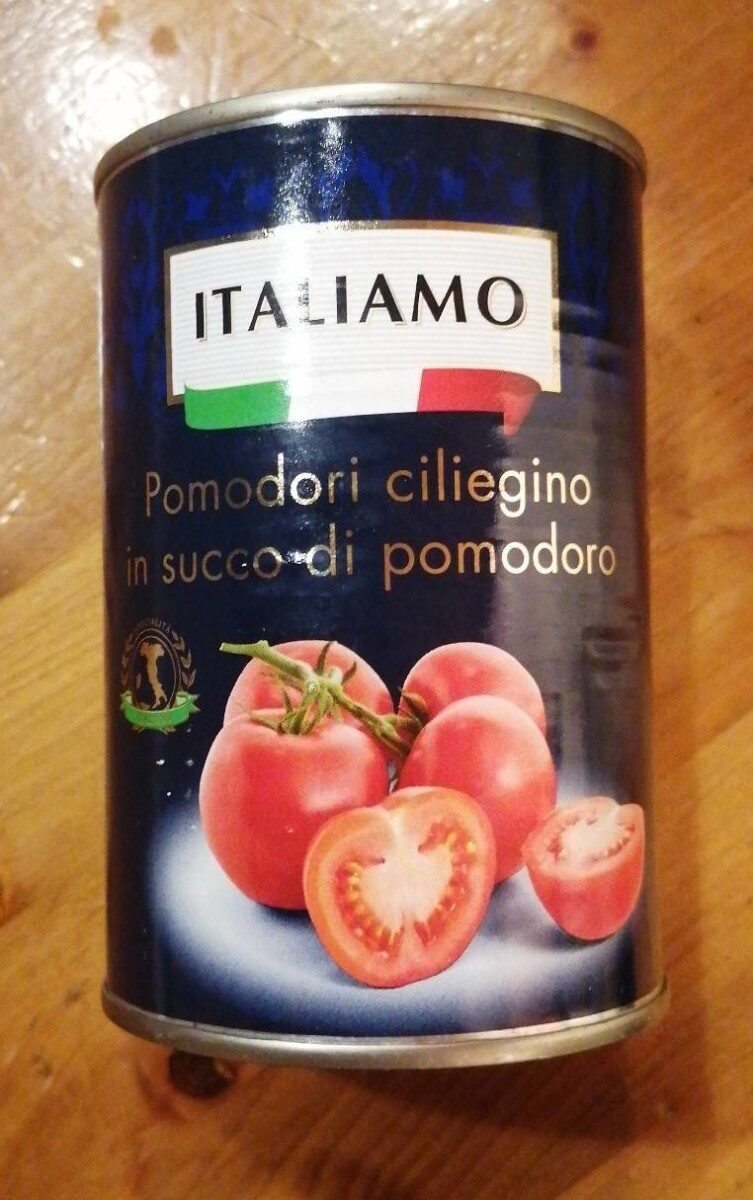 ITALIAMO
Pomodori ciliegino
in succo di pomodoro